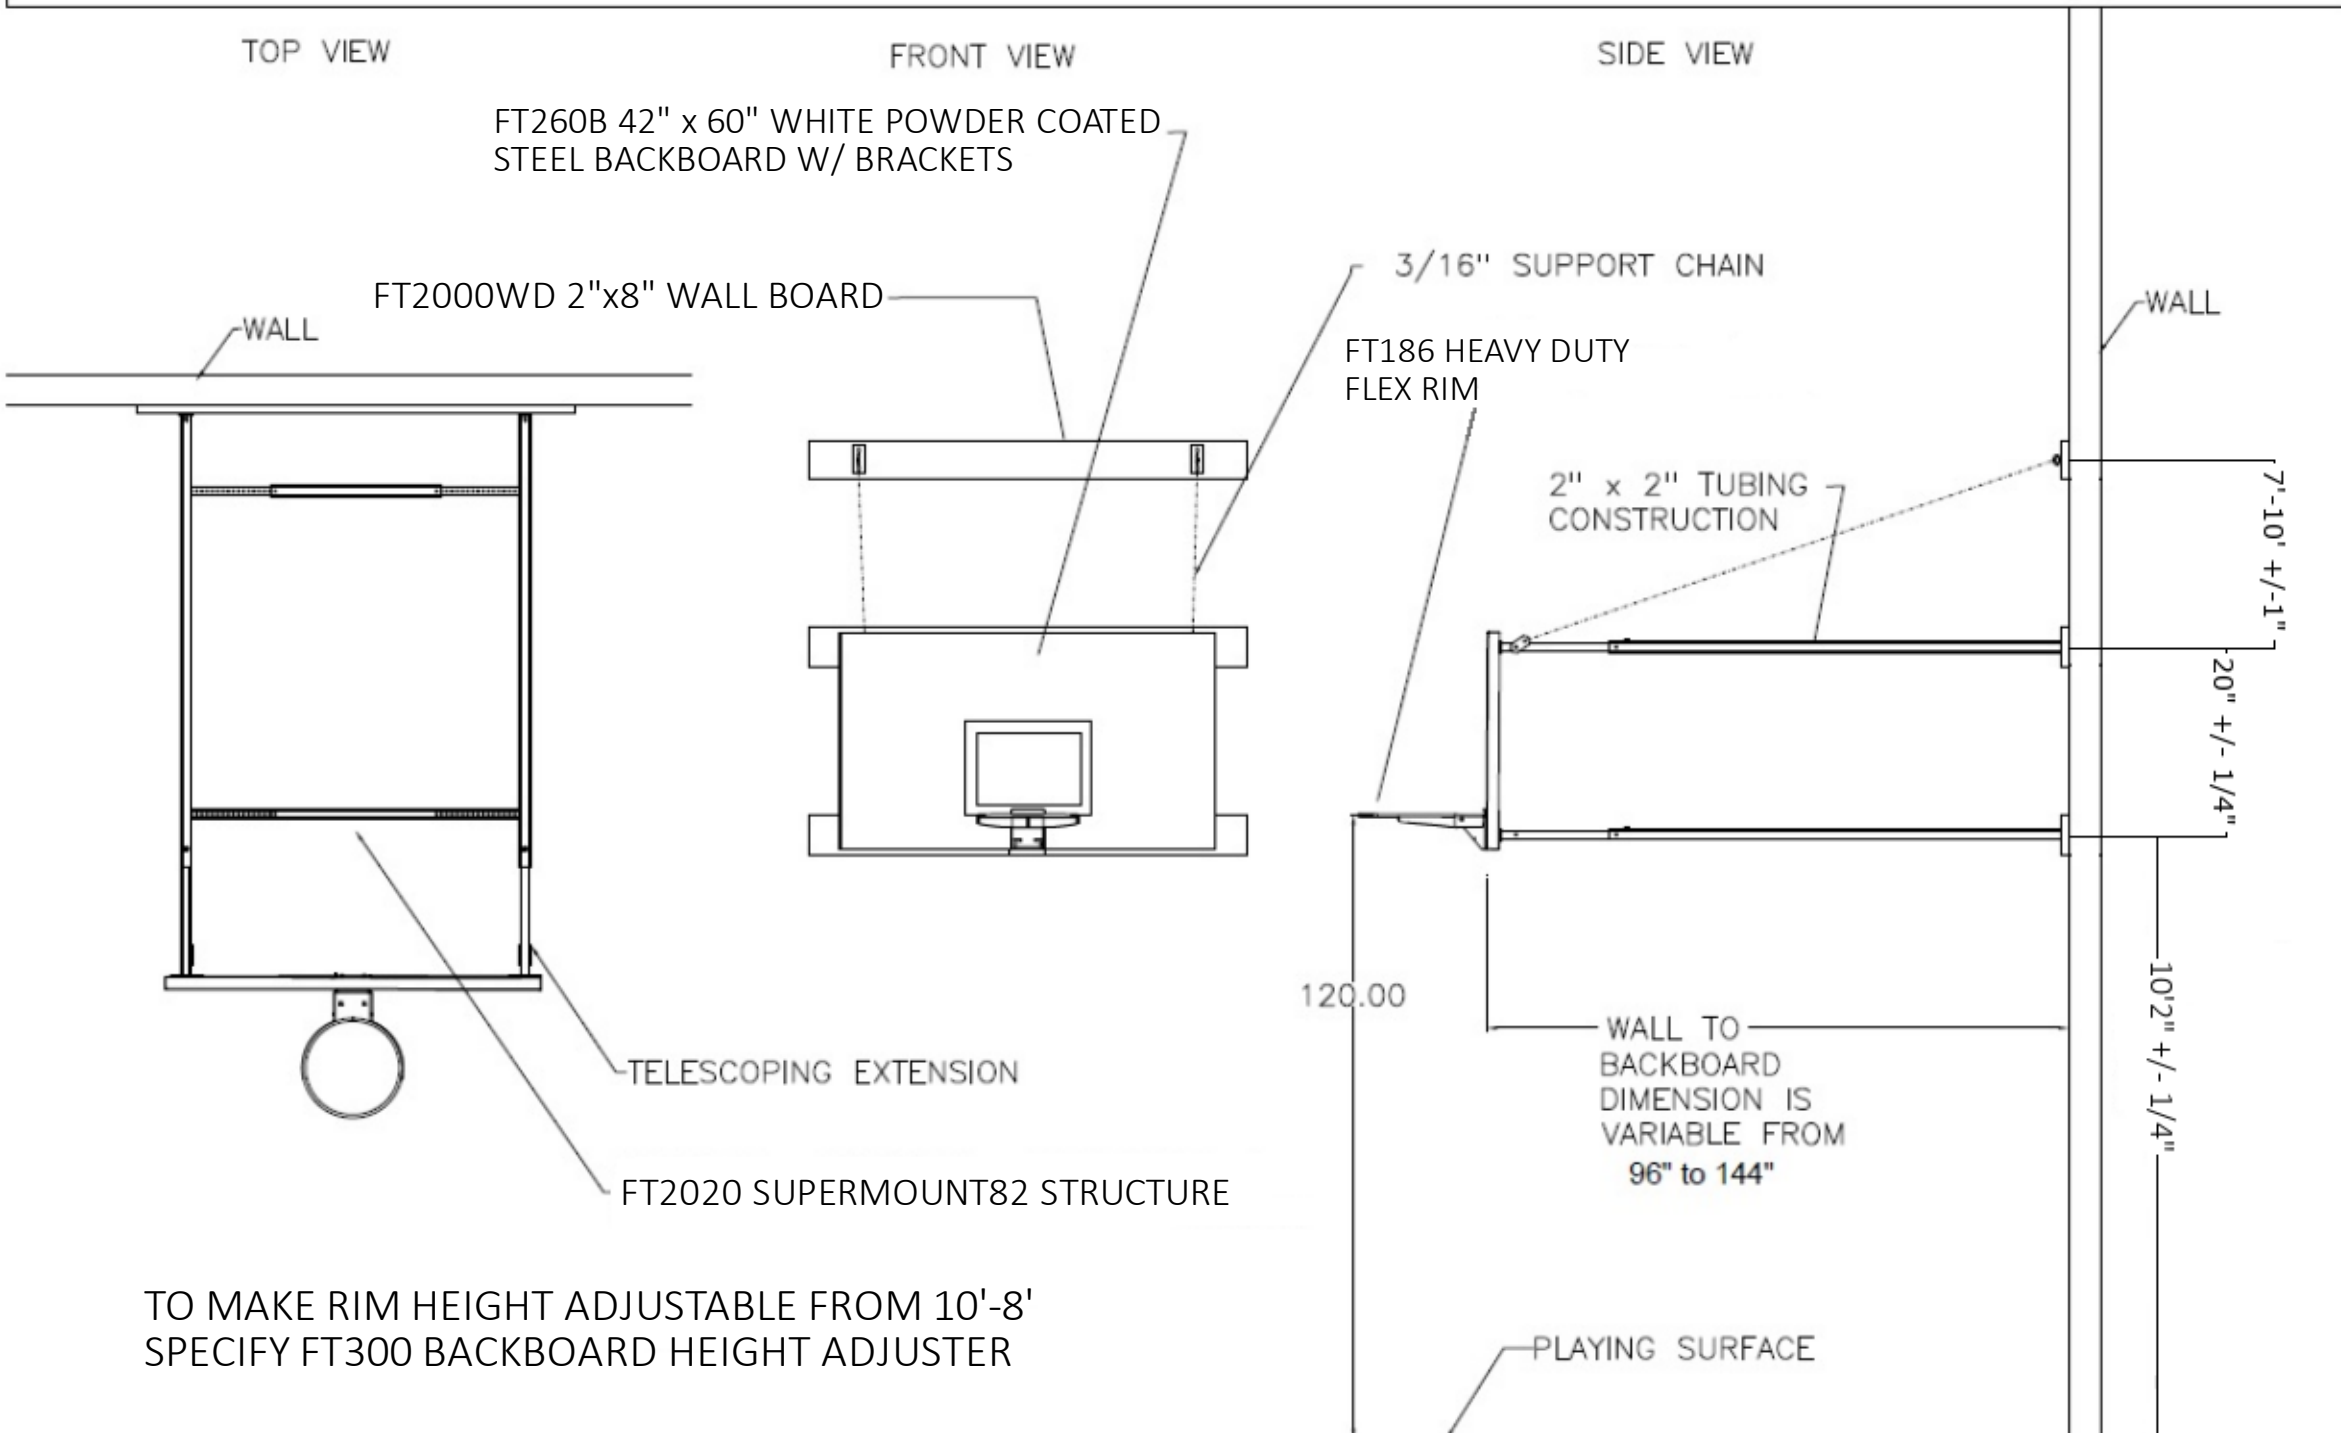 TOP VIEW
FRONT VIEW
SIDE VIEW
FT260B 42" x 60" WHITE POWDER COATED
STEEL BACKBOARD W/ BRACKETS
3/16" SUPPORT CHAIN
FT2000WD 2"x8" WALL BOARD
WALL
WALL
FT186 HEAVY DUTY
FLEX RIM
2" x 2" TUBING
CONSTRUCTION
7'-10' +/-1"
20" +/- 1/4"
120.00
10'2" +/- 1/4"
WALL TO
BACKBOARD
DIMENSION IS
VARIABLE FROM
96" to 144"
TELESCOPING EXTENSION
FT2020 SUPERMOUNT82 STRUCTURE
TO MAKE RIM HEIGHT ADJUSTABLE FROM 10'-8'
SPECIFY FT300 BACKBOARD HEIGHT ADJUSTER
PLAYING SURFACE